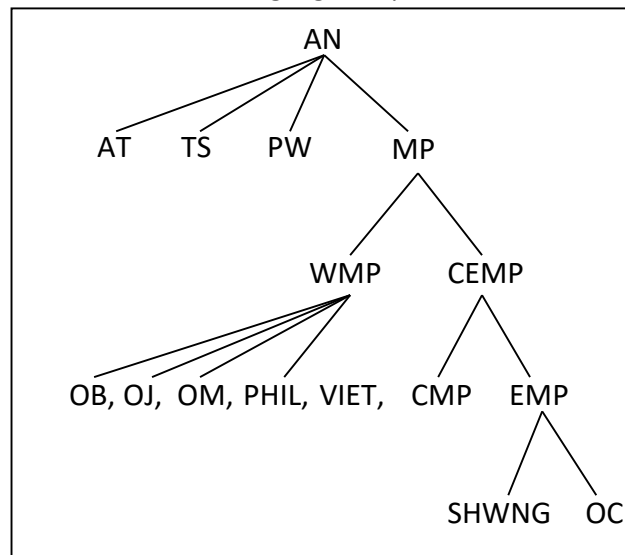 AN
AT TS PW MP
WMP CEMP
OB, OJ, OM, PHIL, VIET, CMP EMP
SHWNG OC